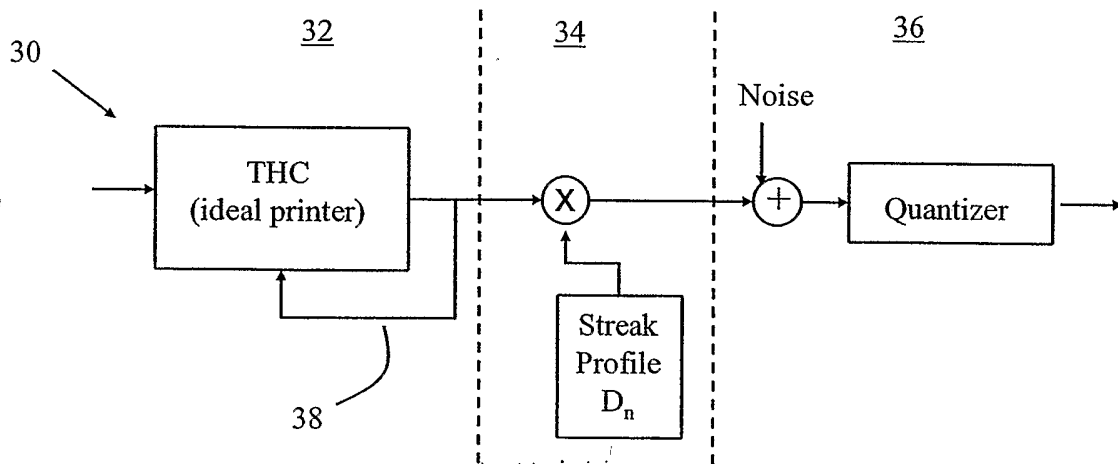 32
34
36
30
Noise
THC
(ideal printer)
X
+
Quantizer
Streak
Profile
Dₙ
38